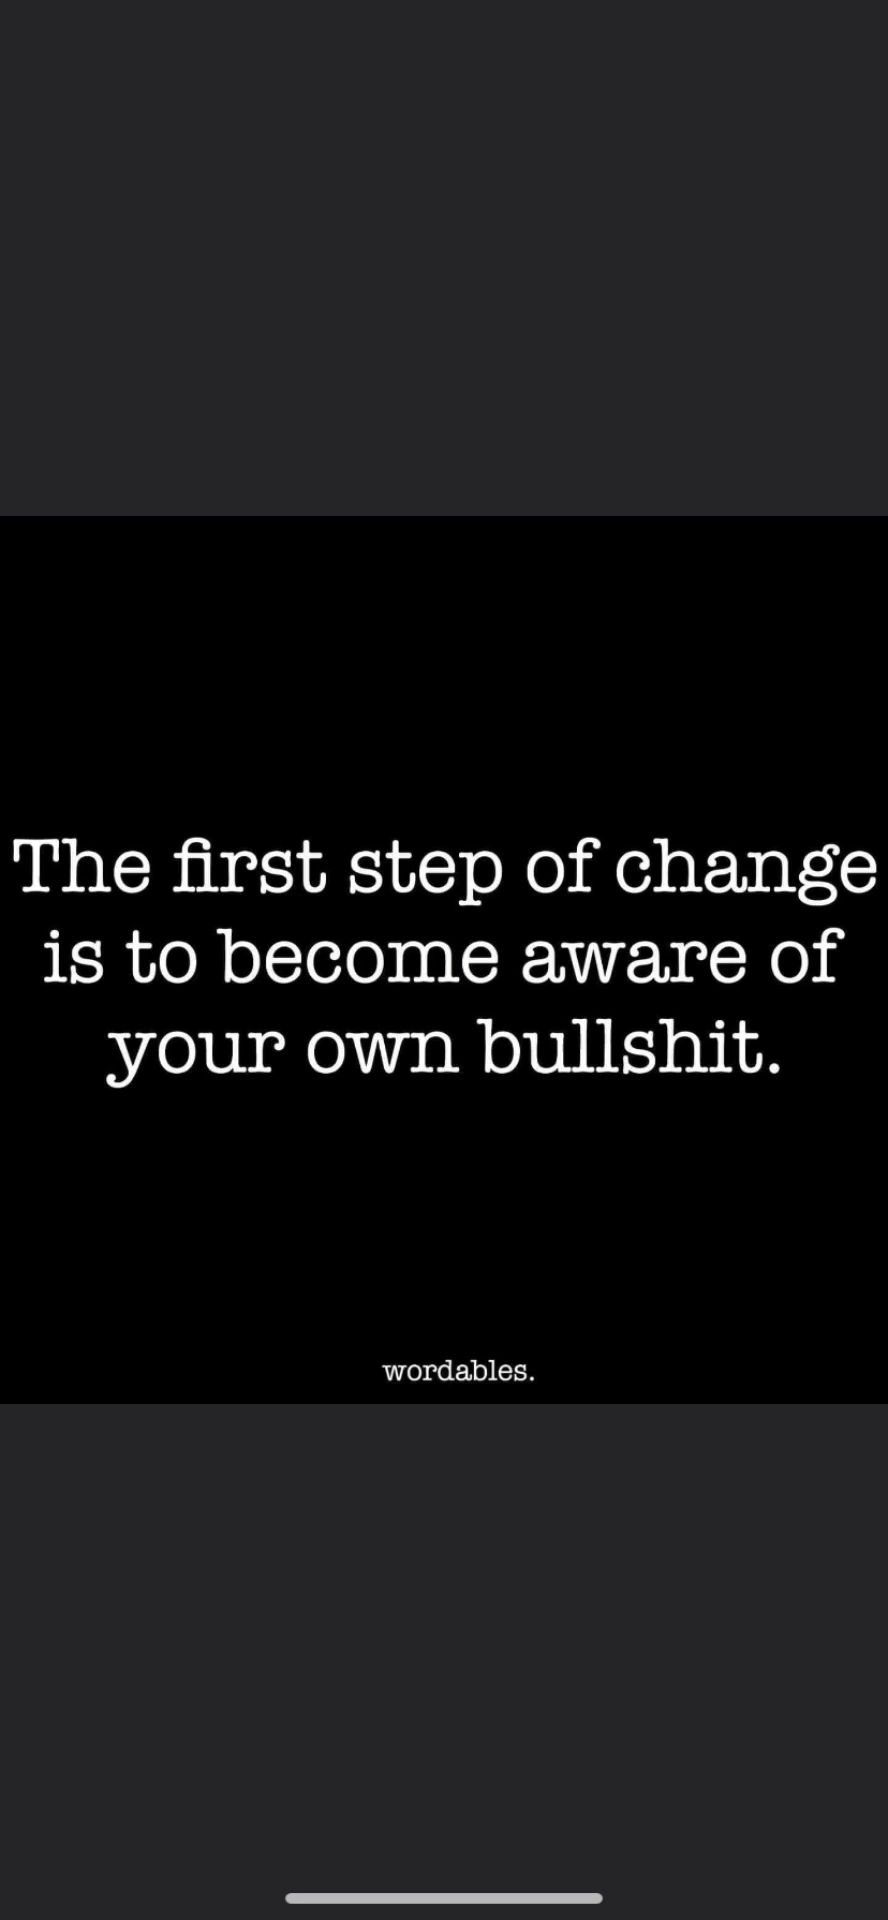 The first step of change
is to become aware of
your own bullshit.
wordables.